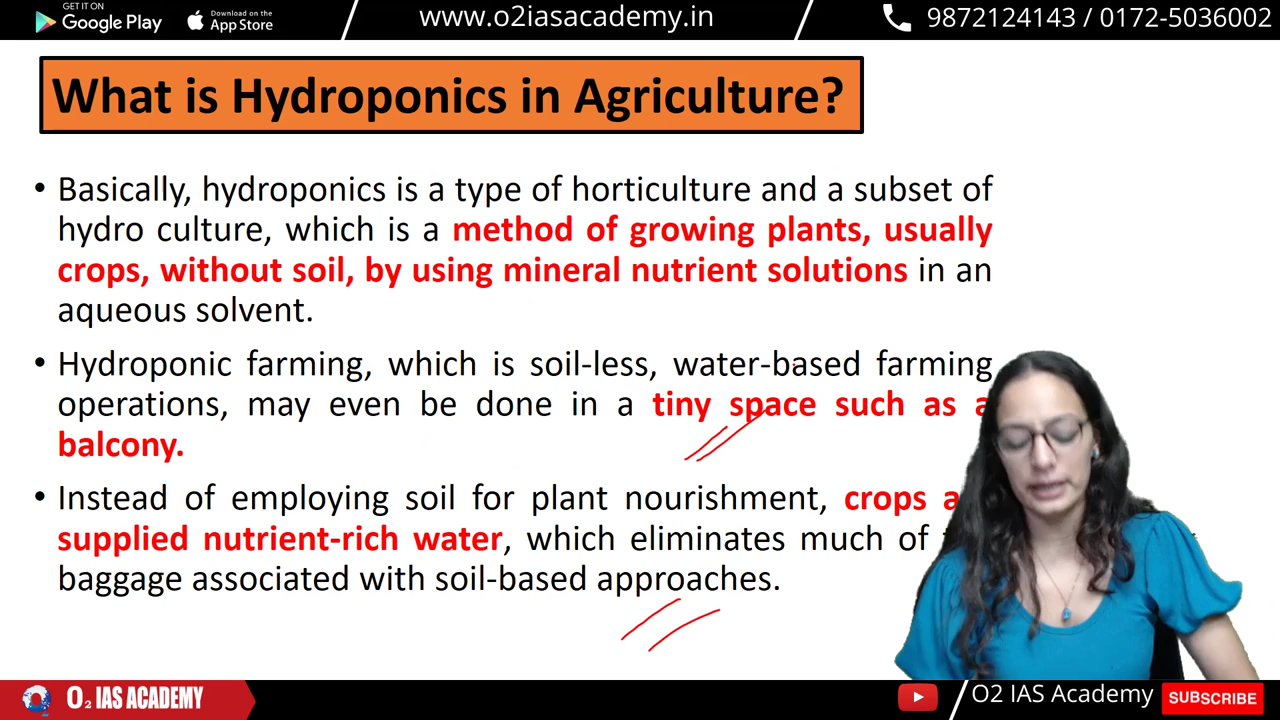 GET IT ON
Google Play
Download on the
App Store
www.o2iasacademy.in
9872124143 / 0172-5036002
What is Hydroponics in Agriculture?
• Basically, hydroponics is a type of horticulture and a subset of
hydro culture, which is a method of growing plants, usually
crops, without soil, by using mineral nutrient solutions in an
aqueous solvent.
• Hydroponic farming, which is soil-less, water-based farming
operations, may even be done in a tiny space such as a
balcony.
• Instead of employing soil for plant nourishment, crops
supplied nutrient-rich water, which eliminates much of
baggage associated with soil-based approaches.
O2 IAS ACADEMY
O2 IAS Academy
SUBSCRIBE